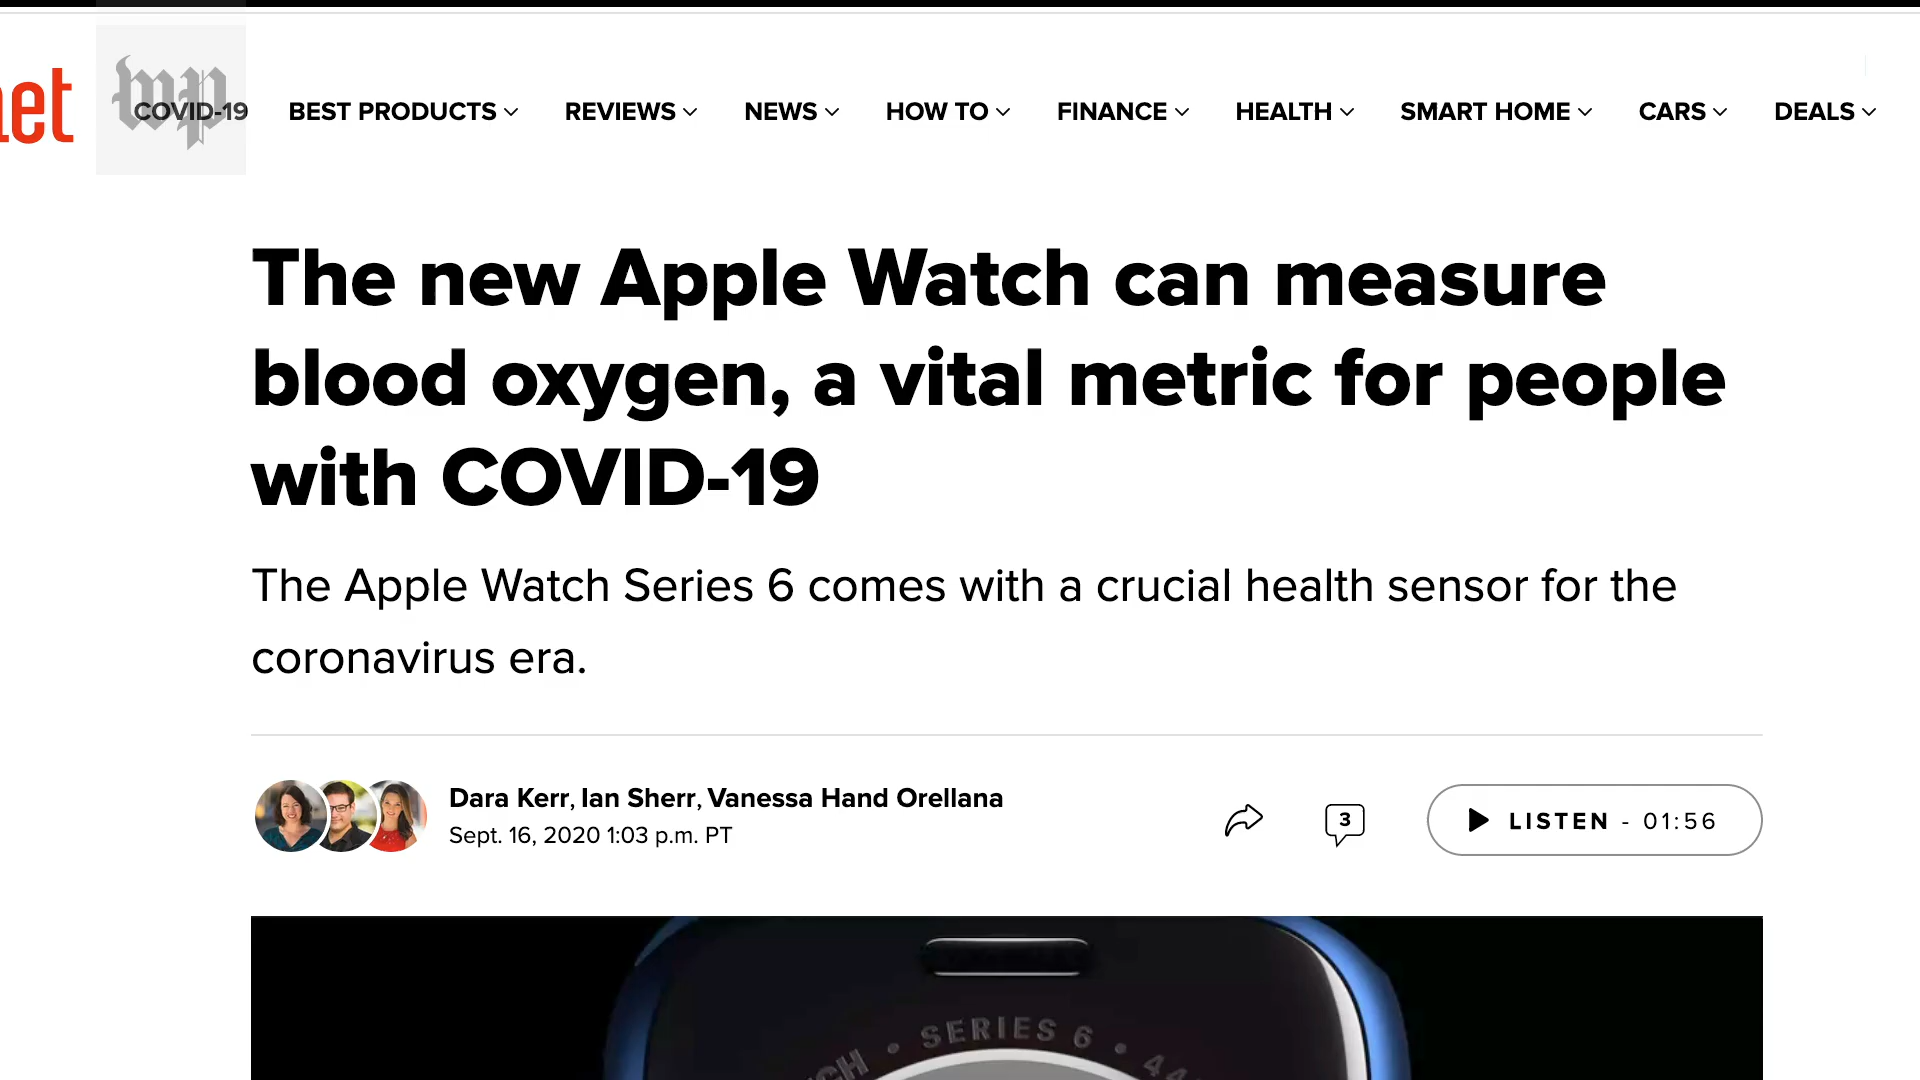 net
wp
COVID-19 BEST PRODUCTS REVIEWS NEWS HOW TO FINANCE HEALTH SMART HOME CARS DEALS
The new Apple Watch can measure
blood oxygen, a vital metric for people
with COVID-19
The Apple Watch Series 6 comes with a crucial health sensor for the
coronavirus era.
Dara Kerr, Ian Sherr, Vanessa Hand Orellana
Sept. 16, 2020 1:03 p.m. PT
3
LISTEN - 01:56
CH • SERIES 6 • 44